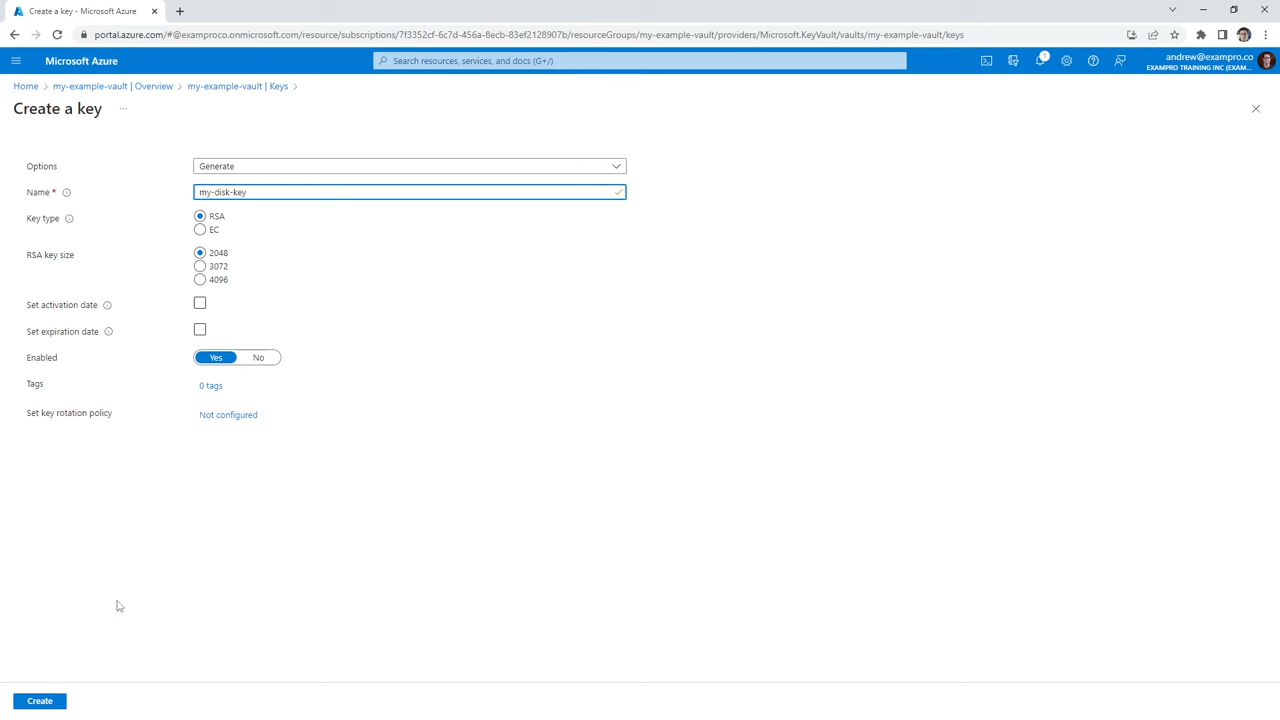 Create a key - Microsoft Azure
portal.azure.com/#@examproco.onmicrosoft.com/resource/subscriptions/7f3352cf-6c7d-456a-8ecb-83ef2128907b/resourceGroups/my-example-vault/providers/Microsoft.KeyVault/vaults/my-example-vault/keys
Microsoft Azure
Search resources, services, and docs (G+/)
1
andrew@exampro.co
EXAMPRO TRAINING INC (EXAM...
Home > my-example-vault | Overview > my-example-vault | Keys >
Create a key ...
Options
Generate
Name *
my-disk-key
Key type
RSA
EC
RSA key size
2048
3072
4096
Set activation date
Set expiration date
Enabled
Yes No
Tags
0 tags
Set key rotation policy
Not configured
Create